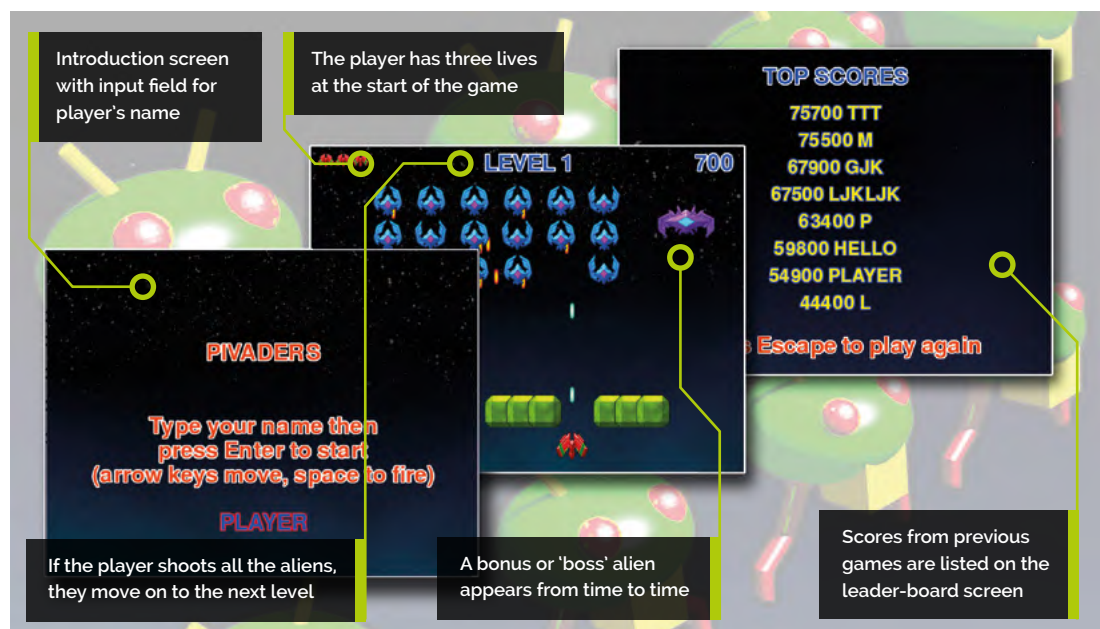 Introduction screen
with input field for
player's name
The player has three lives
at the start of the game
TOP SCORES
75700 TTT
75500 M
67900 GJK
67500 LJKLJK
63400 P
59800 HELLO
54900 PLAYER
44400 L
s Escape to play again
LEVEL 1
700
PIVADERS
Type your name then
press Enter to start
(arrow keys move, space to fire)
PLAYER
If the player shoots all the aliens,
they move on to the next level
A bonus or ‘boss’ alien
appears from time to time
Scores from previous
games are listed on the
leader-board screen